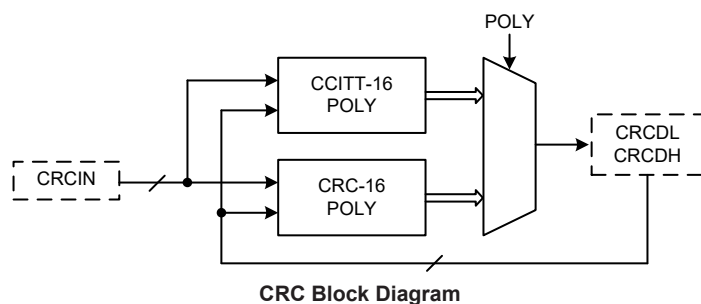 POLY
CCITT-16
POLY
CRCDL
CRCDH
CRCIN
CRC-16
POLY
CRC Block Diagram